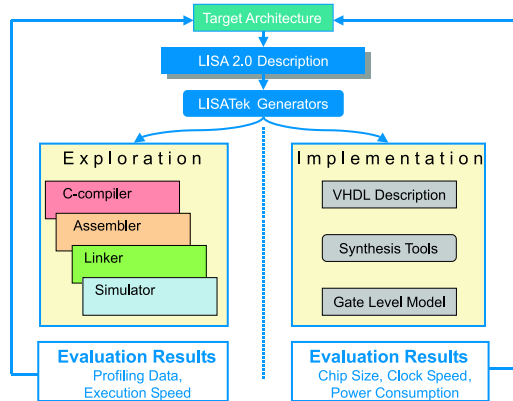 Target Architecture
LISA 2.0 Description
LISATek Generators
Exploration
C-compiler
Assembler
Linker
Simulator
Evaluation Results
Profiling Data,
Execution Speed
Implementation
VHDL Description
Synthesis Tools
Gate Level Model
Evaluation Results
Chip Size, Clock Speed,
Power Consumption